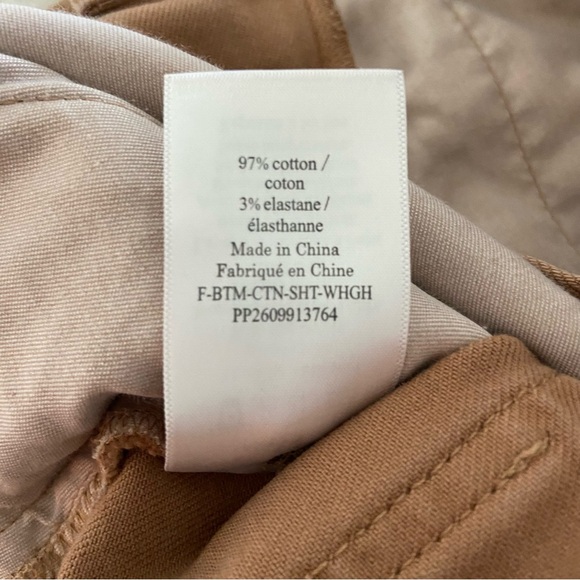 97% cotton /
coton
3% elastane /
élasthanne
Made in China
Fabriqué en Chine
F-BTM-CTN-SHT-WHGH
PP2609913764